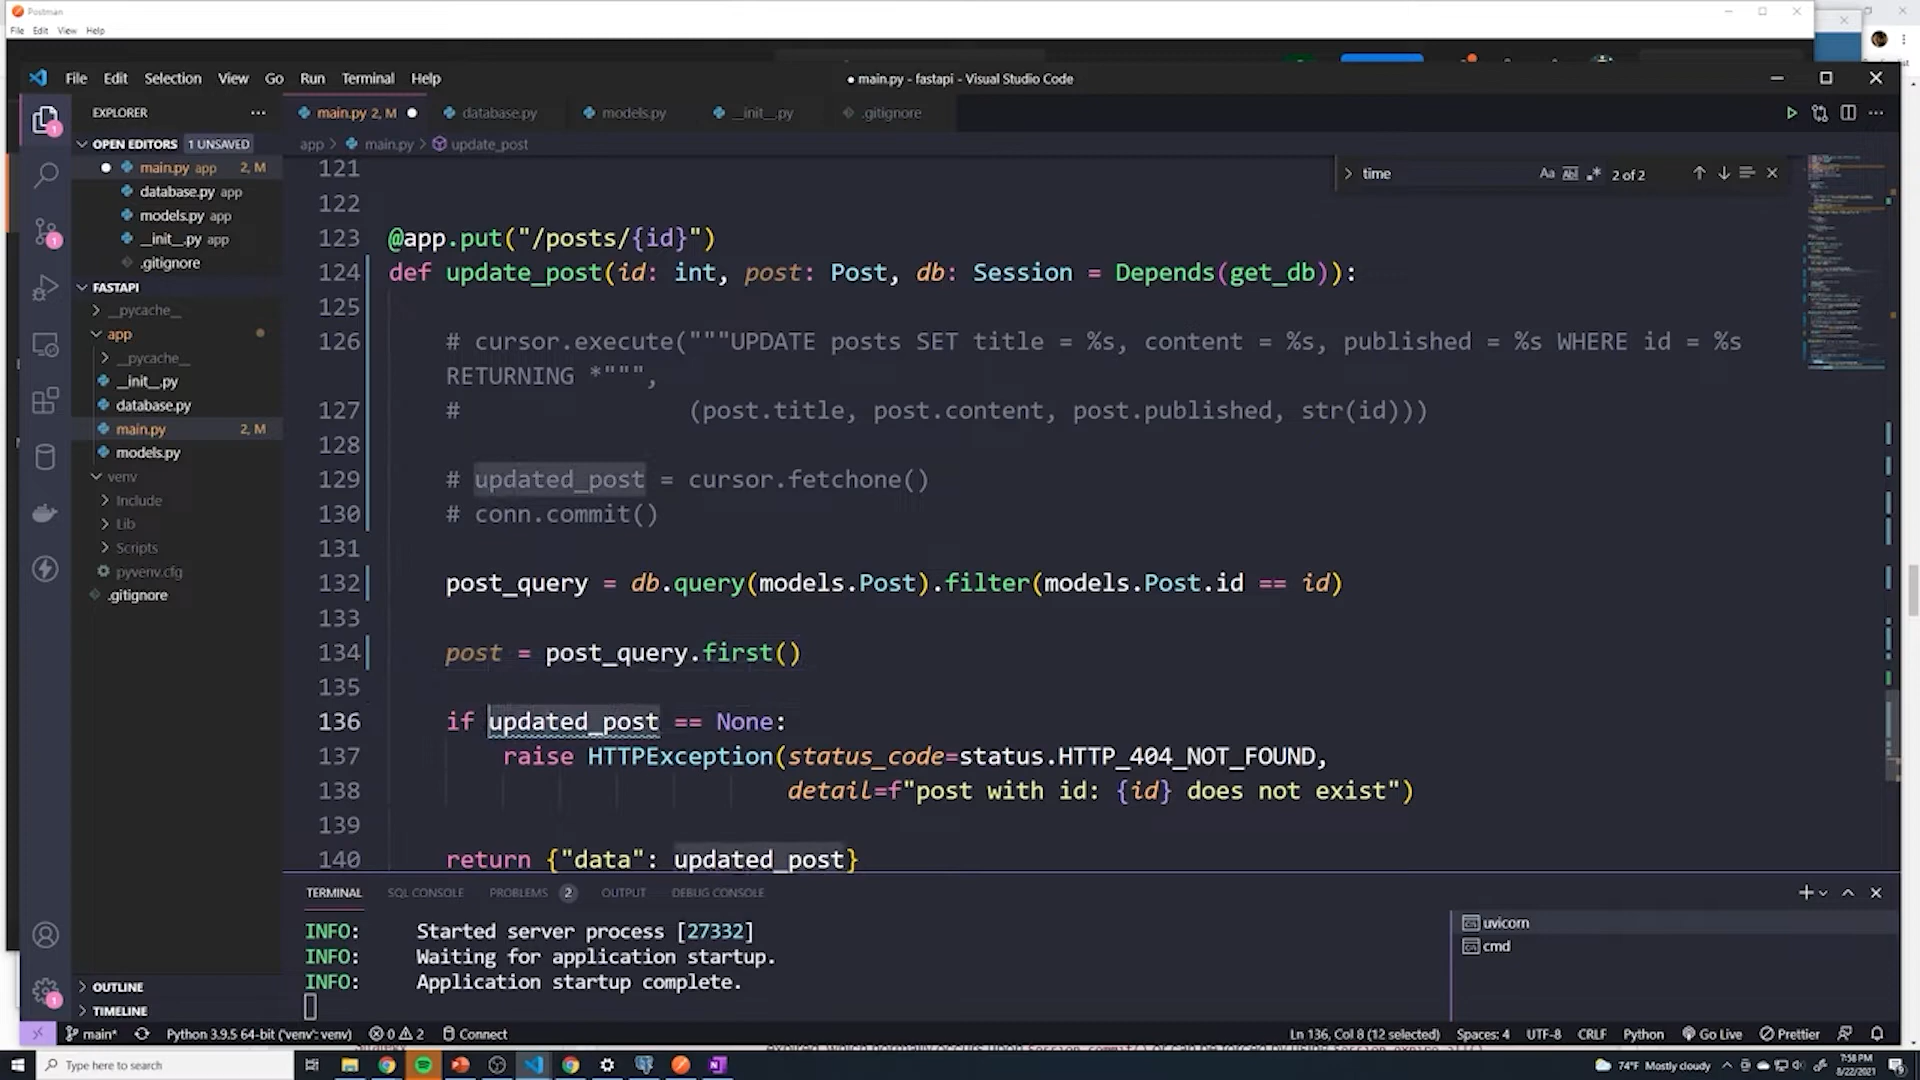 Postman
File Edit View Help
File Edit Selection View Go Run Terminal Help
● main.py - fastapi - Visual Studio Code
EXPLORER
OPEN EDITORS 1 UNSAVED
main.py app 2, M
database.py app
models.py app
__init__.py app
.gitignore
FASTAPI
__pycache__
app
__pycache__
__init__.py
database.py
main.py 2, M
models.py
venv
Include
Lib
Scripts
pyvenv.cfg
.gitignore
OUTLINE
TIMELINE
main.py 2, M database.py models.py __init__.py .gitignore
app > main.py > update_post
time Aa Abl .* 2 of 2
121
122
123 @app.put("/posts/{id}")
124 def update_post(id: int, post: Post, db: Session = Depends(get_db)):
125
126 # cursor.execute("""UPDATE posts SET title = %s, content = %s, published = %s WHERE id = %s
RETURNING *""",
127 # (post.title, post.content, post.published, str(id)))
128
129 # updated_post = cursor.fetchone()
130 # conn.commit()
131
132 post_query = db.query(models.Post).filter(models.Post.id == id)
133
134 post = post_query.first()
135
136 if updated_post == None:
137 raise HTTPException(status_code=status.HTTP_404_NOT_FOUND,
138 detail=f"post with id: {id} does not exist")
139
140 return {"data": updated_post}
TERMINAL SQL CONSOLE PROBLEMS 2 OUTPUT DEBUG CONSOLE
INFO: Started server process [27332]
INFO: Waiting for application startup.
INFO: Application startup complete.
uvicorn
cmd
main* Python 3.9.5 64-bit ('venv': venv) 0 2 Connect
Ln 136, Col 8 (12 selected) Spaces: 4 UTF-8 CRLF Python Go Live Prettier
Type here to search
74°F Mostly cloudy
7:58 PM
8/22/2021